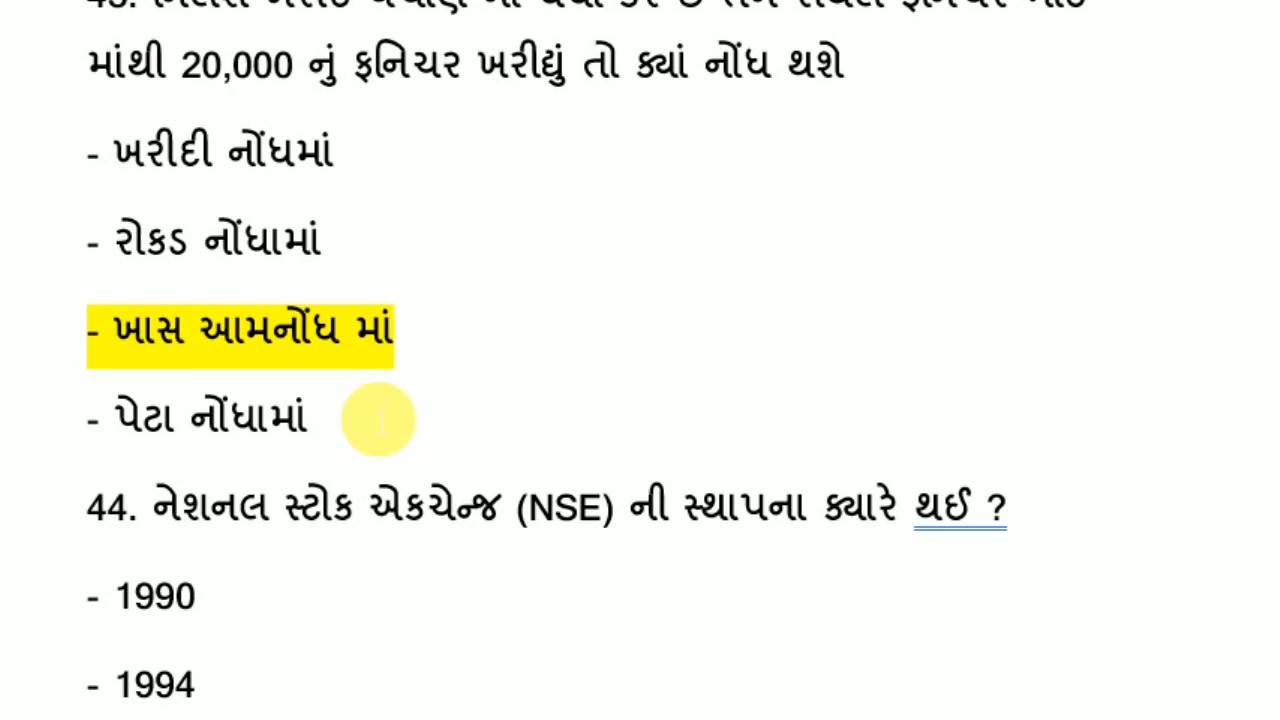 માંથી 20,000 નું ફનિચર ખરીદ્યું તો ક્યાં નોંધ થશે
- ખરીદી નોંધમાં
- રોકડ નોંધામાં
- ખાસ આમનોંધ માં
- પેટા નોંધામાં
44. નેશનલ સ્ટોક એકચેન્જ (NSE) ની સ્થાપના ક્યારે થઈ ?
- 1990
- 1994